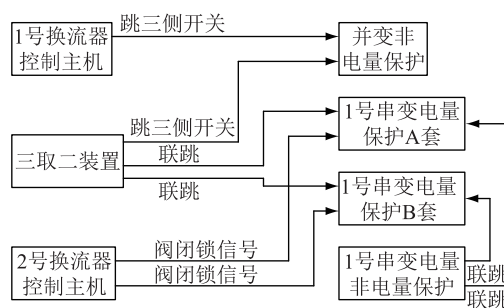 1号换流器
控制主机
跳三侧开关
并变非
电量保护
跳三侧开关
三取二装置
联跳
联跳
1号串变电量
保护A套
1号串变电量
保护B套
2号换流器
控制主机
阀闭锁信号
阀闭锁信号
1号串变电量
非电量保护
联跳
联跳